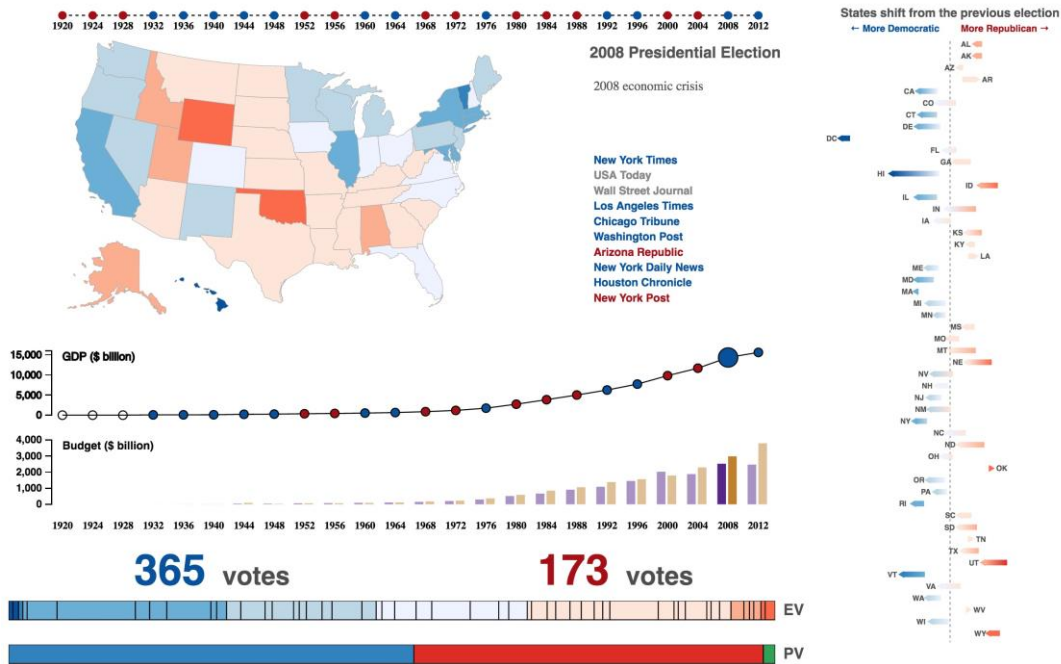 1920 1924 1928 1932 1936 1940 1944 1948 1952 1956 1960 1964 1968 1972 1976 1980 1984 1988 1992 1996 2000 2004 2008 2012
2008 Presidential Election
2008 economic crisis
New York Times
USA Today
Wall Street Journal
Los Angeles Times
Chicago Tribune
Washington Post
Arizona Republic
New York Daily News
Houston Chronicle
New York Post
GDP ($ billion)
15,000
10,000
5,000
0
Budget ($ billion)
4,000
3,000
2,000
1,000
0
1920 1924 1928 1932 1936 1940 1944 1948 1952 1956 1960 1964 1968 1972 1976 1980 1984 1988 1992 1996 2000 2004 2008 2012
365 votes
173 votes
EV
PV
States shift from the previous election
← More Democratic
More Republican →
AL
AK
AZ
AR
CA
CO
CT
DE
DC
FL
GA
HI
ID
IL
IN
IA
KS
KY
LA
ME
MD
MA
MI
MN
MS
MO
MT
NE
NV
NH
NJ
NM
NY
NC
ND
OH
OK
OR
PA
RI
SC
SD
TN
TX
UT
VT
VA
WA
WV
WI
WY